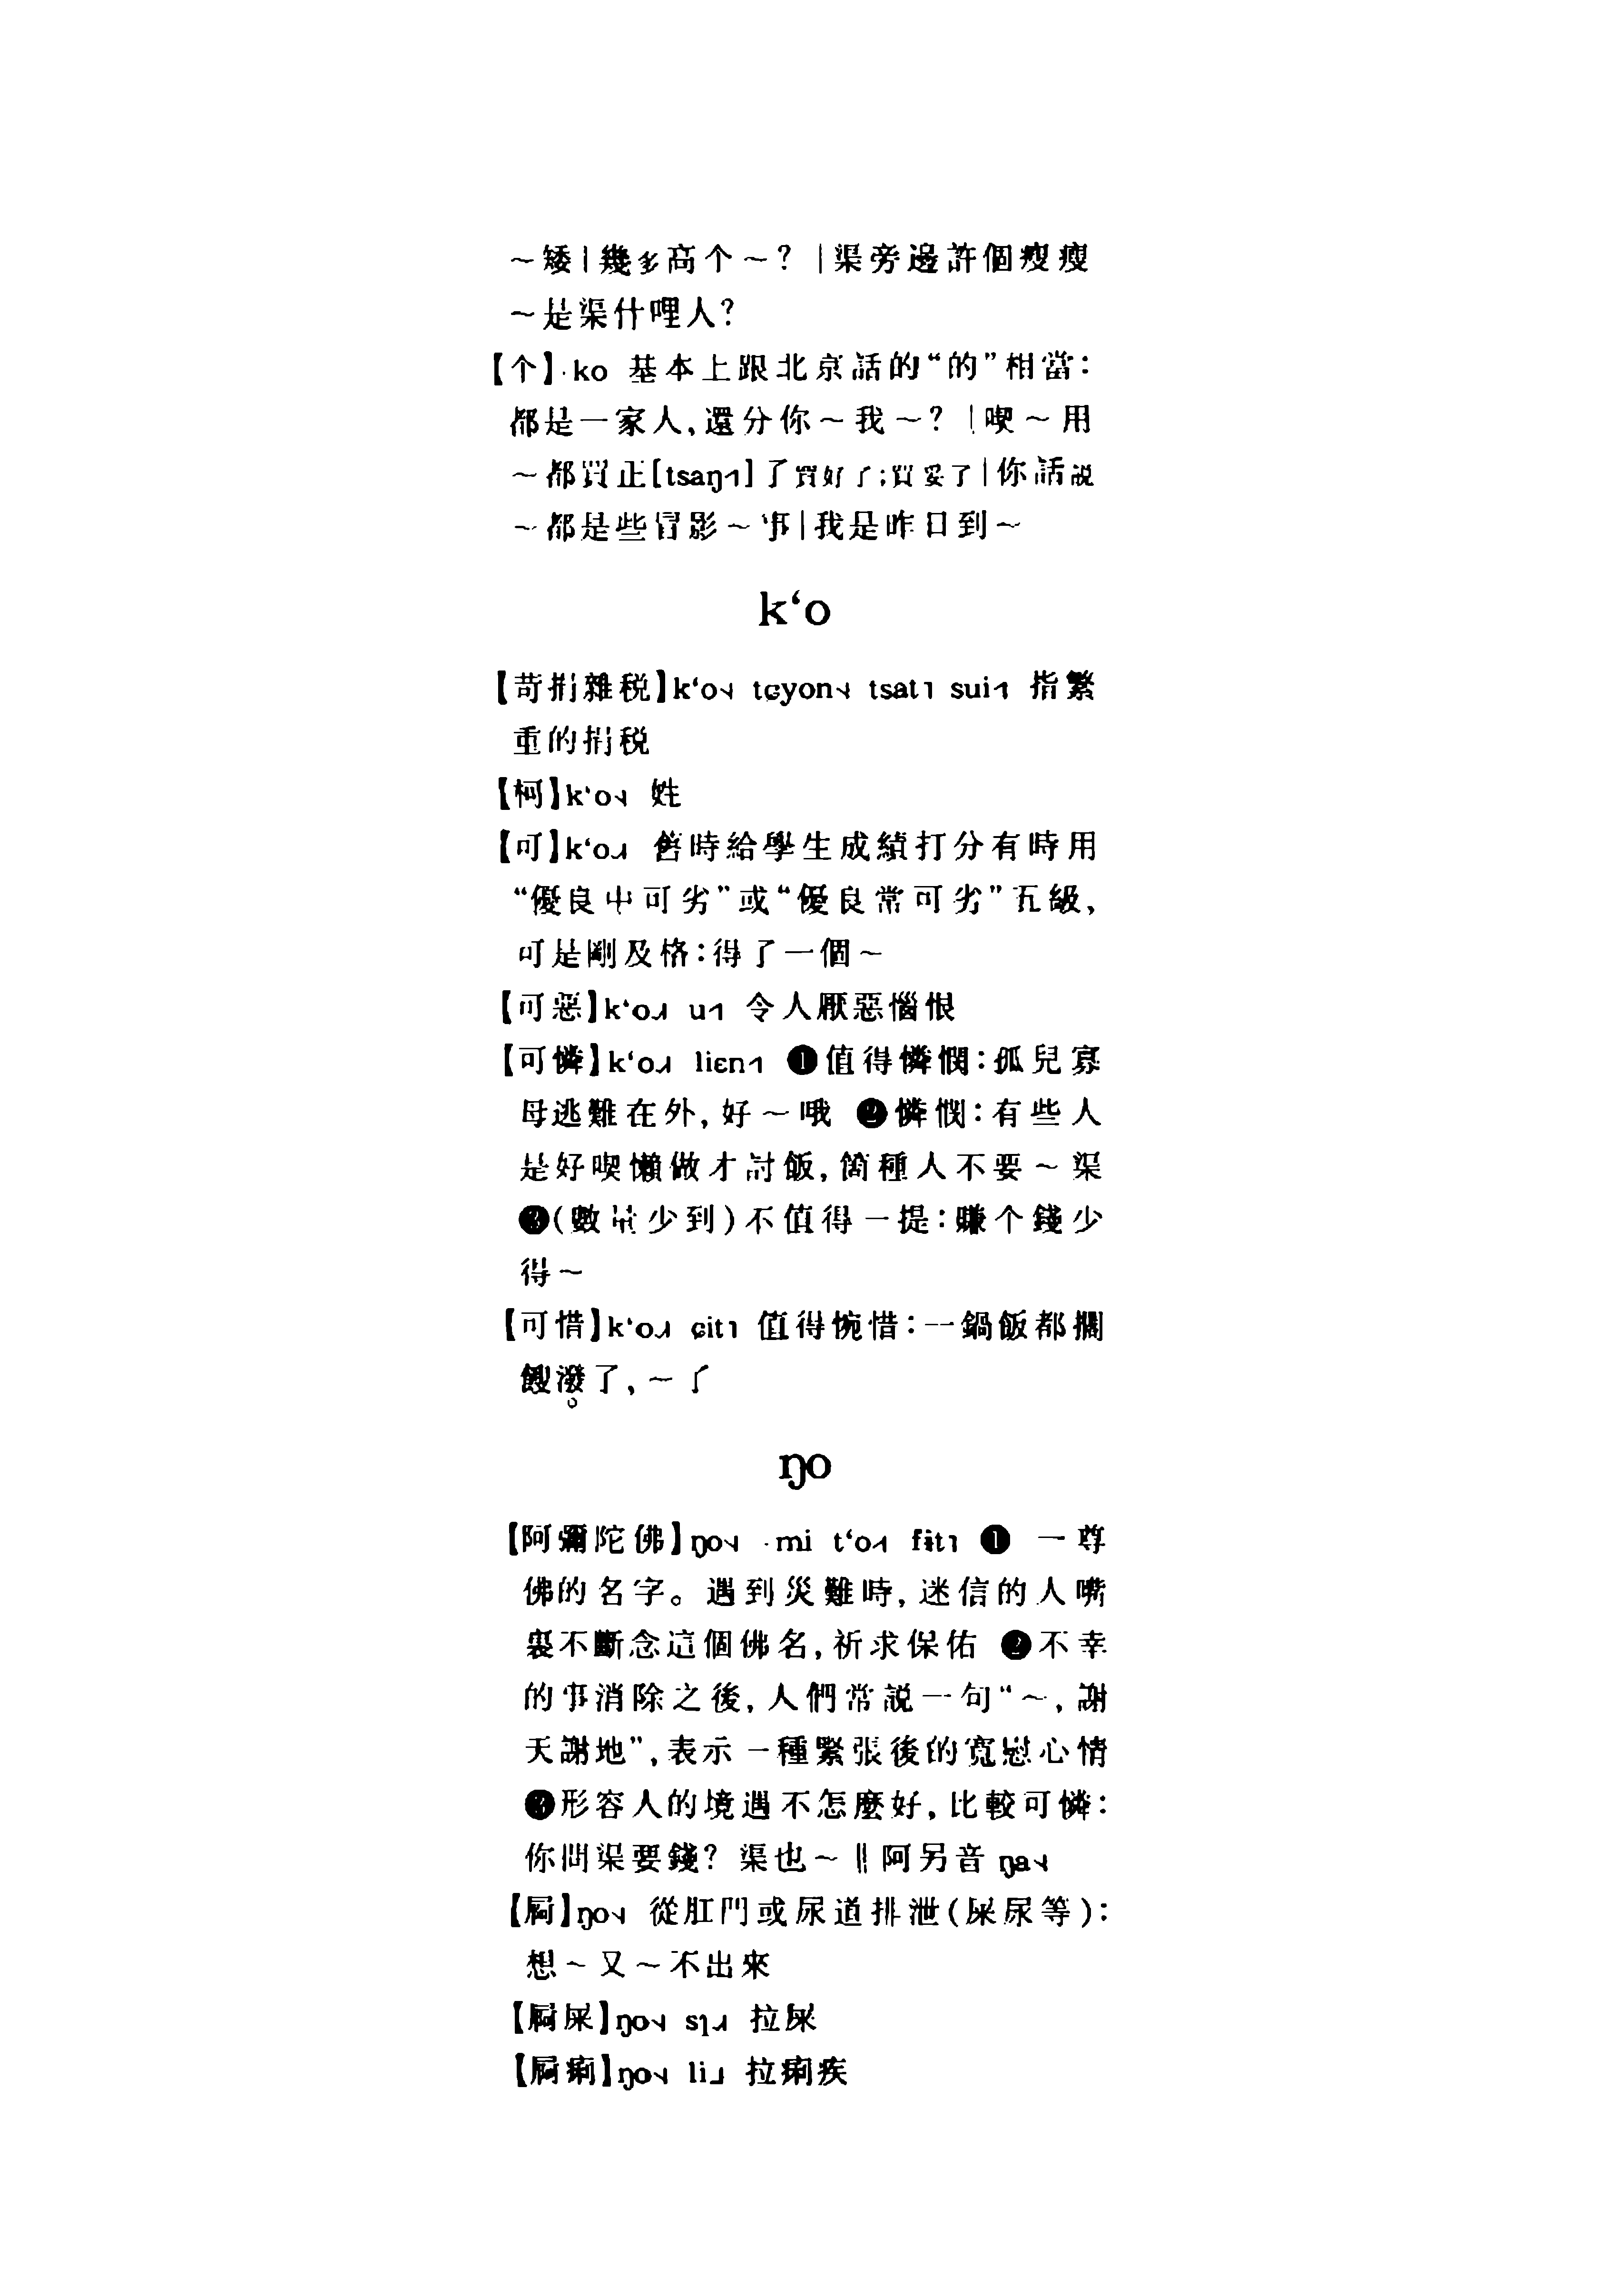 ～矮|幾多高个～？|渠旁邊許個瘦瘦
～是渠什哩人？
【个】·ko 基本上跟北京話的“的”相當：
都是一家人，還分你～我～？|喫～用
～都買正[tsaŋ˧˥]了買好了；買妥了|你話説
～都是些冒影～事|我是昨日到～
k‘o
【苛捐雜税】k‘o˨ tɕyon˨ tsat˥ sui˧˥ 指繁
重的捐税
【柯】k‘o˨ 姓
【可】k‘o˩˧ 舊時給學生成績打分有時用
“優良中可劣”或“優良常可劣”五級，
可是剛及格：得了一個～
【可惡】k‘o˩˧ u˧˥ 令人厭惡惱恨
【可憐】k‘o˩˧ liɛn˧˥ ❶值得憐憫：孤兒寡
母逃難在外，好～哦 ❷憐憫：有些人
是好喫懶做才討飯，箇種人不要～渠
❸（數量少到）不值得一提：賺个錢少
得～
【可惜】k‘o˩˧ ɕit˥ 值得惋惜：一鍋飯都擱
餿潑了，～了
ŋo
【阿彌陀佛】ŋo˨ ·mi t‘o˧˥ fɨt˥ ❶ 一尊
佛的名字。遇到災難時，迷信的人嘴
裏不斷念這個佛名，祈求保佑 ❷不幸
的事消除之後，人們常説一句“～，謝
天謝地”，表示一種緊張後的寬慰心情
❸形容人的境遇不怎麼好，比較可憐：
你問渠要錢？渠也～‖阿另音 ŋa˨
【屙】ŋo˨ 從肛門或尿道排泄（屎尿等）：
想～又～不出來
【屙屎】ŋo˨ sɿ˩˧ 拉屎
【屙痢】ŋo˨ li˩ 拉痢疾